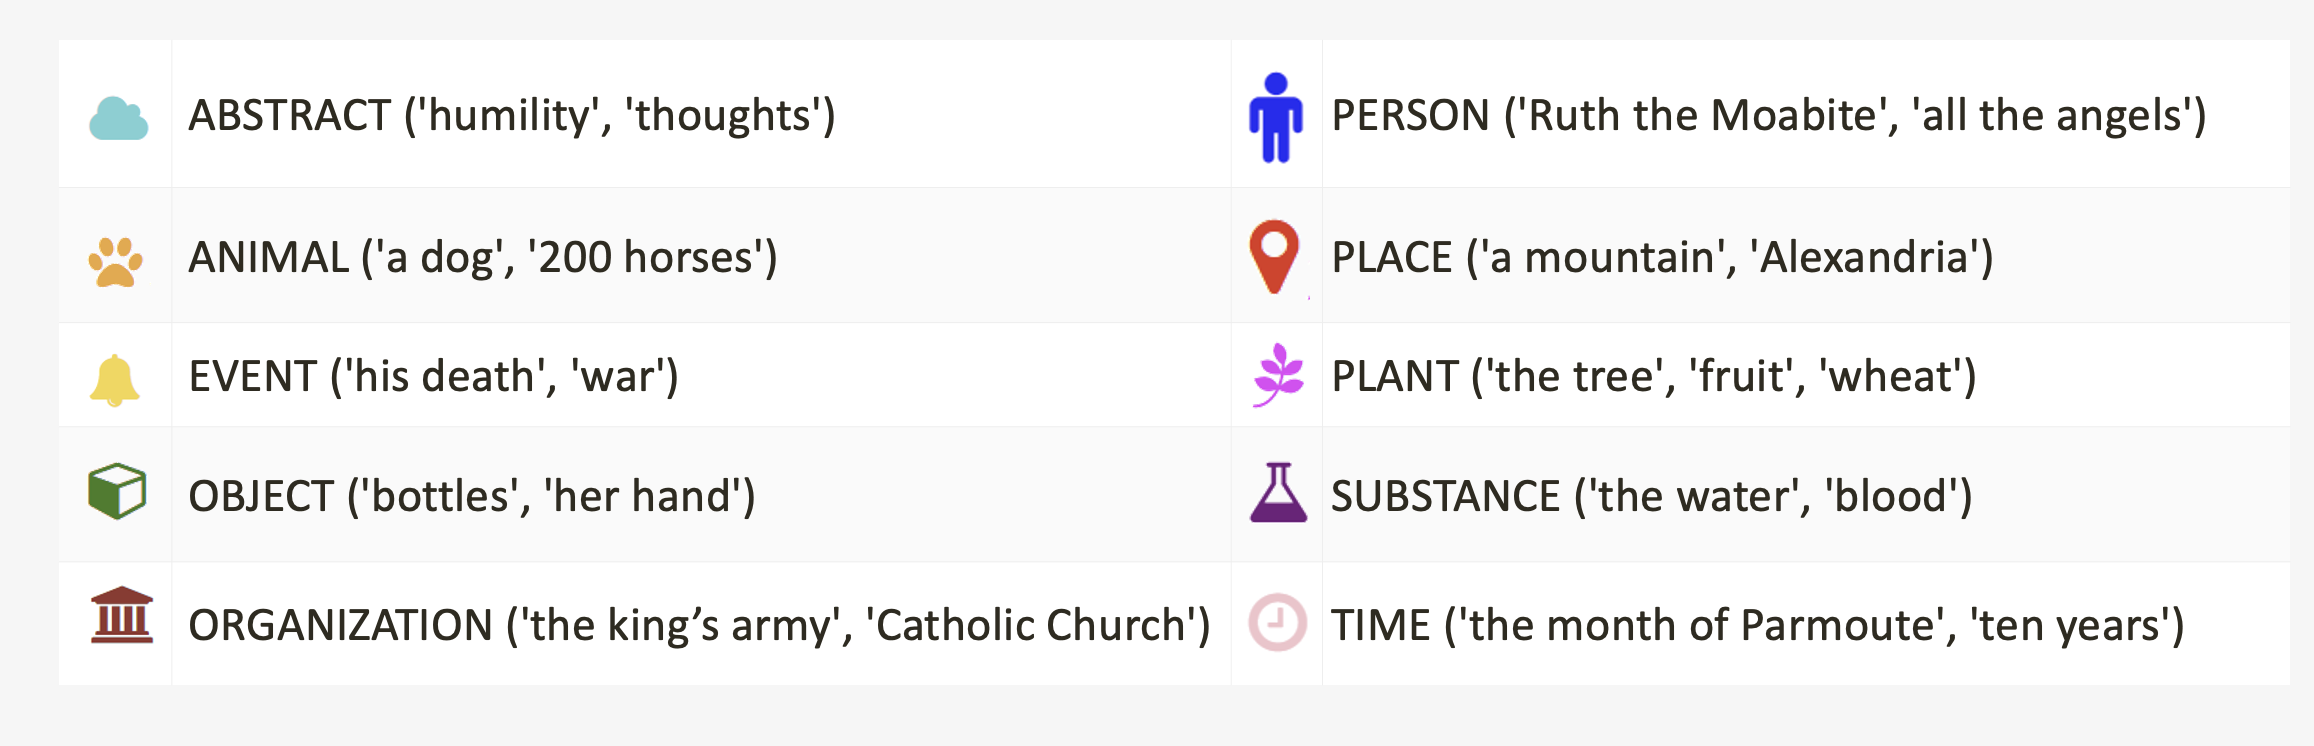 ABSTRACT ('humility', 'thoughts')
PERSON ('Ruth the Moabite', 'all the angels')
ANIMAL ('a dog', '200 horses')
PLACE ('a mountain', 'Alexandria')
EVENT ('his death', 'war')
PLANT ('the tree', 'fruit', 'wheat')
OBJECT ('bottles', 'her hand')
SUBSTANCE ('the water', 'blood')
ORGANIZATION ('the king’s army', 'Catholic Church')
TIME ('the month of Parmoute', 'ten years')